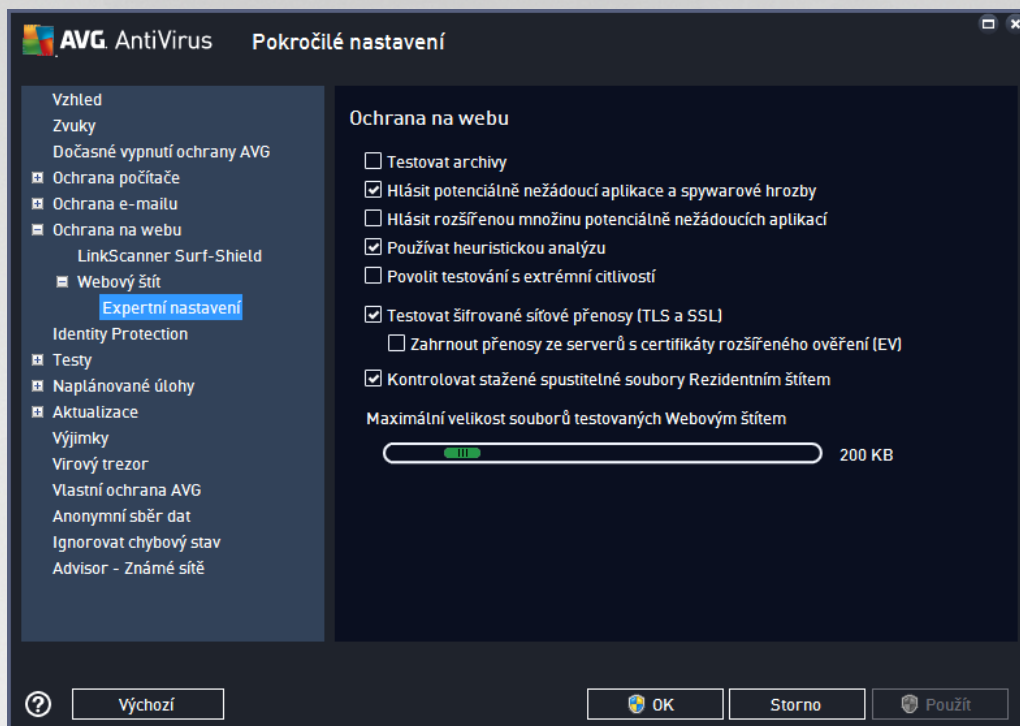 AVG. AntiVirus Pokročilé nastavení
Vzhled
Zvuky
Dočasné vypnutí ochrany AVG
Ochrana počítače
Ochrana e-mailu
Ochrana na webu
LinkScanner Surf-Shield
Webový štít
Expertní nastavení
Identity Protection
Testy
Naplánované úlohy
Aktualizace
Výjimky
Virový trezor
Vlastní ochrana AVG
Anonymní sběr dat
Ignorovat chybový stav
Advisor - Známé sítě
Ochrana na webu
Testovat archivy
Hlásit potenciálně nežádoucí aplikace a spywarové hrozby
Hlásit rozšířenou množinu potenciálně nežádoucích aplikací
Používat heuristickou analýzu
Povolit testování s extrémní citlivostí
Testovat šifrované síťové přenosy (TLS a SSL)
Zahrnout přenosy ze serverů s certifikáty rozšířeného ověření (EV)
Kontrolovat stažené spustitelné soubory Rezidentním štítem
Maximální velikost souborů testovaných Webovým štítem
200 KB
? Výchozí OK Storno Použít